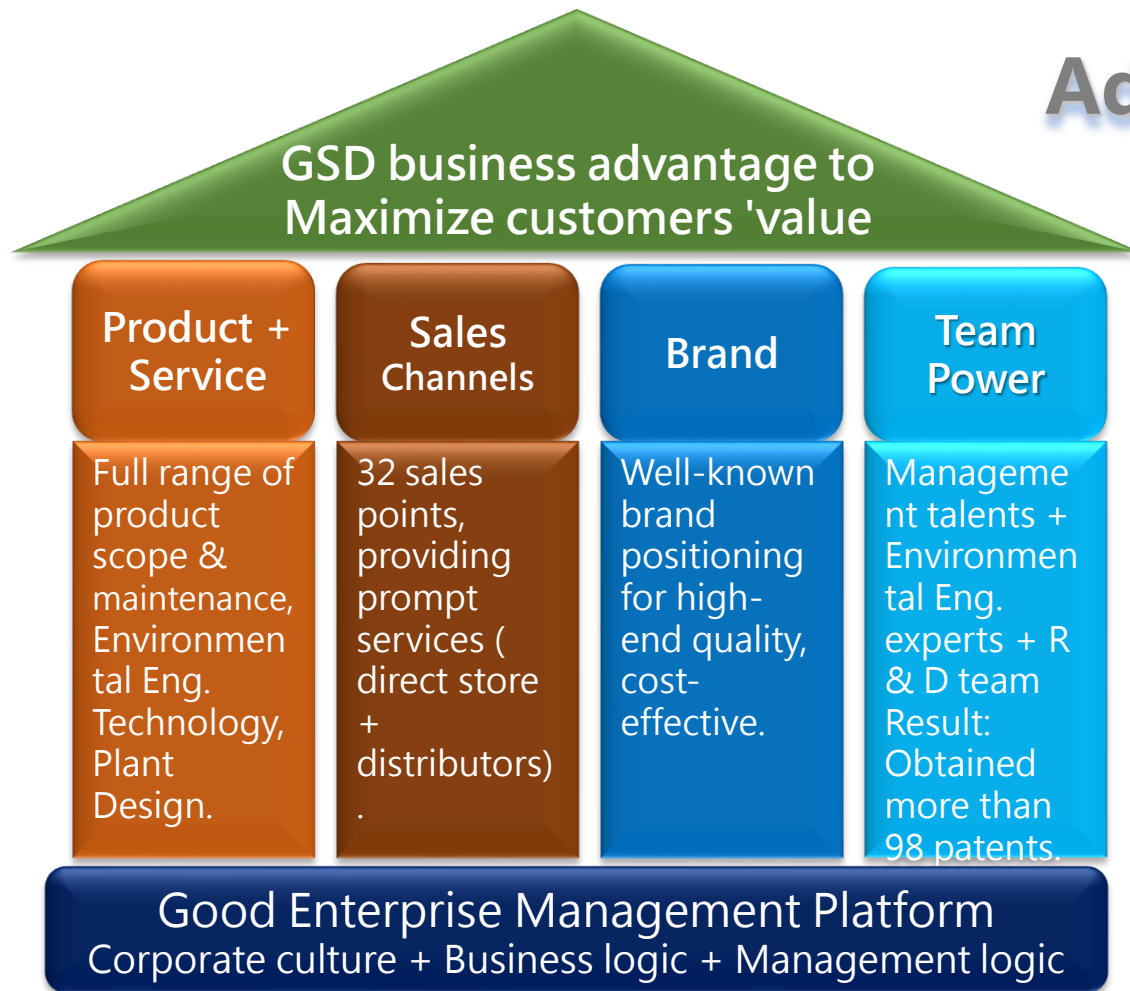 Ad
GSD business advantage to
Maximize customers 'value
Product +
Service
Sales
Channels
Brand
Team
Power
Full range of
product
scope &
maintenance,
Environmen
tal Eng.
Technology,
Plant
Design.
32 sales
points,
providing
prompt
services (
direct store
+
distributors)
.
Well-known
brand
positioning
for high-
end quality,
cost-
effective.
Manageme
nt talents +
Environmen
tal Eng.
experts + R
& D team
Result:
Obtained
more than
98 patents.
Good Enterprise Management Platform
Corporate culture + Business logic + Management logic